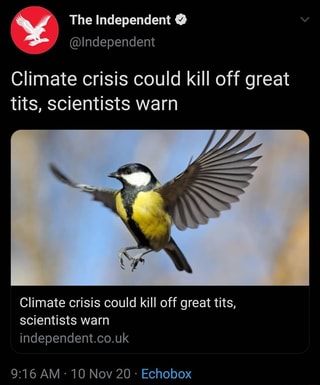 The Independent
@Independent
Climate crisis could kill off great
tits, scientists warn
Climate crisis could kill off great tits,
scientists warn
independent.co.uk
9:16 AM · 10 Nov 20 · Echobox